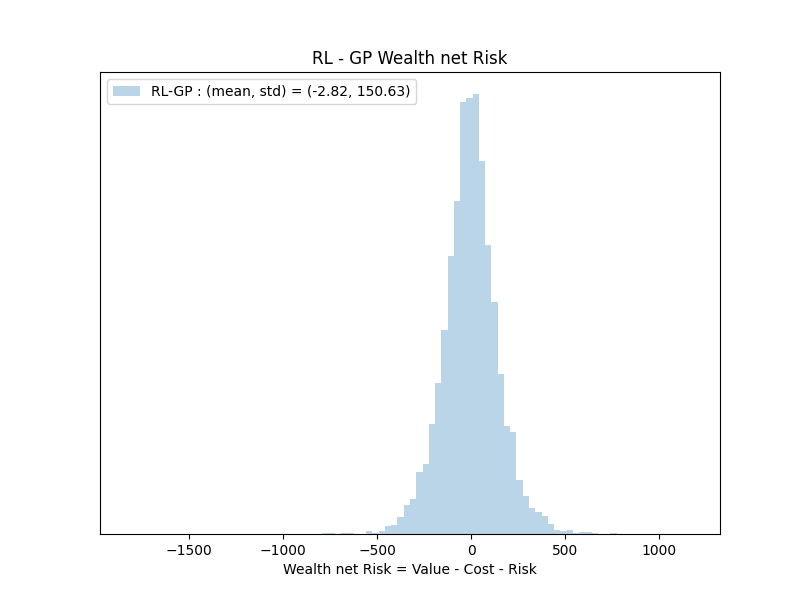 RL - GP Wealth net Risk
RL-GP : (mean, std) = (-2.82, 150.63)
−1500 −1000 −500 0 500 1000
Wealth net Risk = Value - Cost - Risk